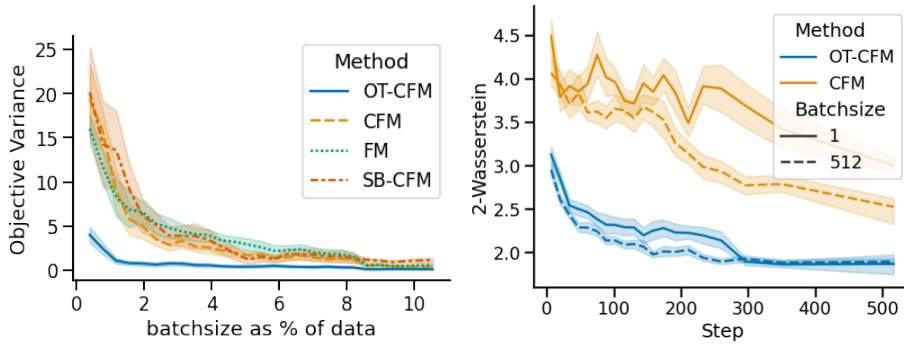 Objective Variance
25
20
15
10
5
0
0 2 4 6 8 10
batchsize as % of data
Method
OT-CFM
CFM
FM
SB-CFM
2-Wasserstein
4.5
4.0
3.5
3.0
2.5
2.0
0 100 200 300 400 500
Step
Method
OT-CFM
CFM
Batchsize
1
512